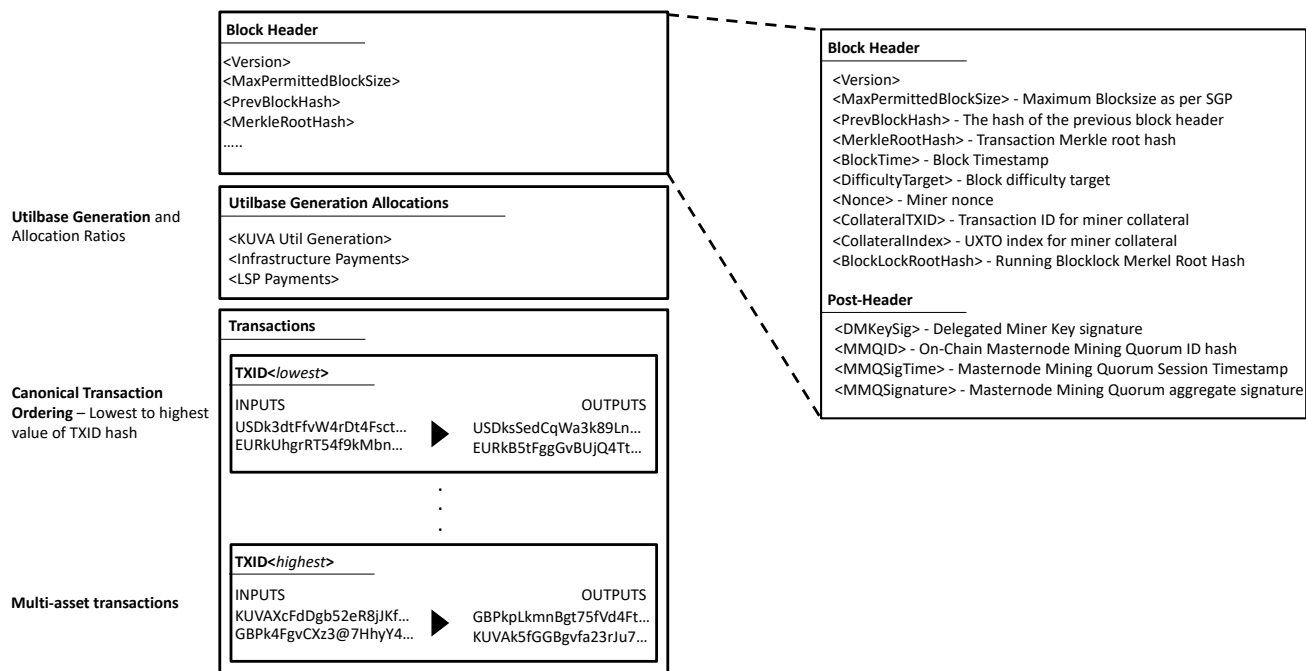 Block Header
<Version>
<MaxPermittedBlockSize>
<PrevBlockHash>
<MerkleRootHash>
.....
Utilbase Generation and
Allocation Ratios
Utilbase Generation Allocations
<KUVA Util Generation>
<Infrastructure Payments>
<LSP Payments>
Transactions
Canonical Transaction
Ordering – Lowest to highest
value of TXID hash
TXID<lowest>
INPUTS OUTPUTS
USDk3dtFfvW4rDt4Fsct... USDksSedCqWa3k89Ln...
EURkUhgrRT54f9kMbn... EURkB5tFggGvBUjQ4Tt...
.
.
.
Multi-asset transactions
TXID<highest>
INPUTS OUTPUTS
KUVAXcFdDgb52eR8jJKf... GBPkpLkmnBgt75fVd4Ft...
GBPk4FgvCXz3@7HhyY4... KUVAk5fGGBgvfa23rJu7...
Block Header
<Version>
<MaxPermittedBlockSize> - Maximum Blocksize as per SGP
<PrevBlockHash> - The hash of the previous block header
<MerkleRootHash> - Transaction Merkle root hash
<BlockTime> - Block Timestamp
<DifficultyTarget> - Block difficulty target
<Nonce> - Miner nonce
<CollateralTXID> - Transaction ID for miner collateral
<CollateralIndex> - UXTO index for miner collateral
<BlockLockRootHash> - Running Blocklock Merkel Root Hash
Post-Header
<DMKeySig> - Delegated Miner Key signature
<MMQID> - On-Chain Masternode Mining Quorum ID hash
<MMQSigTime> - Masternode Mining Quorum Session Timestamp
<MMQSignature> - Masternode Mining Quorum aggregate signature